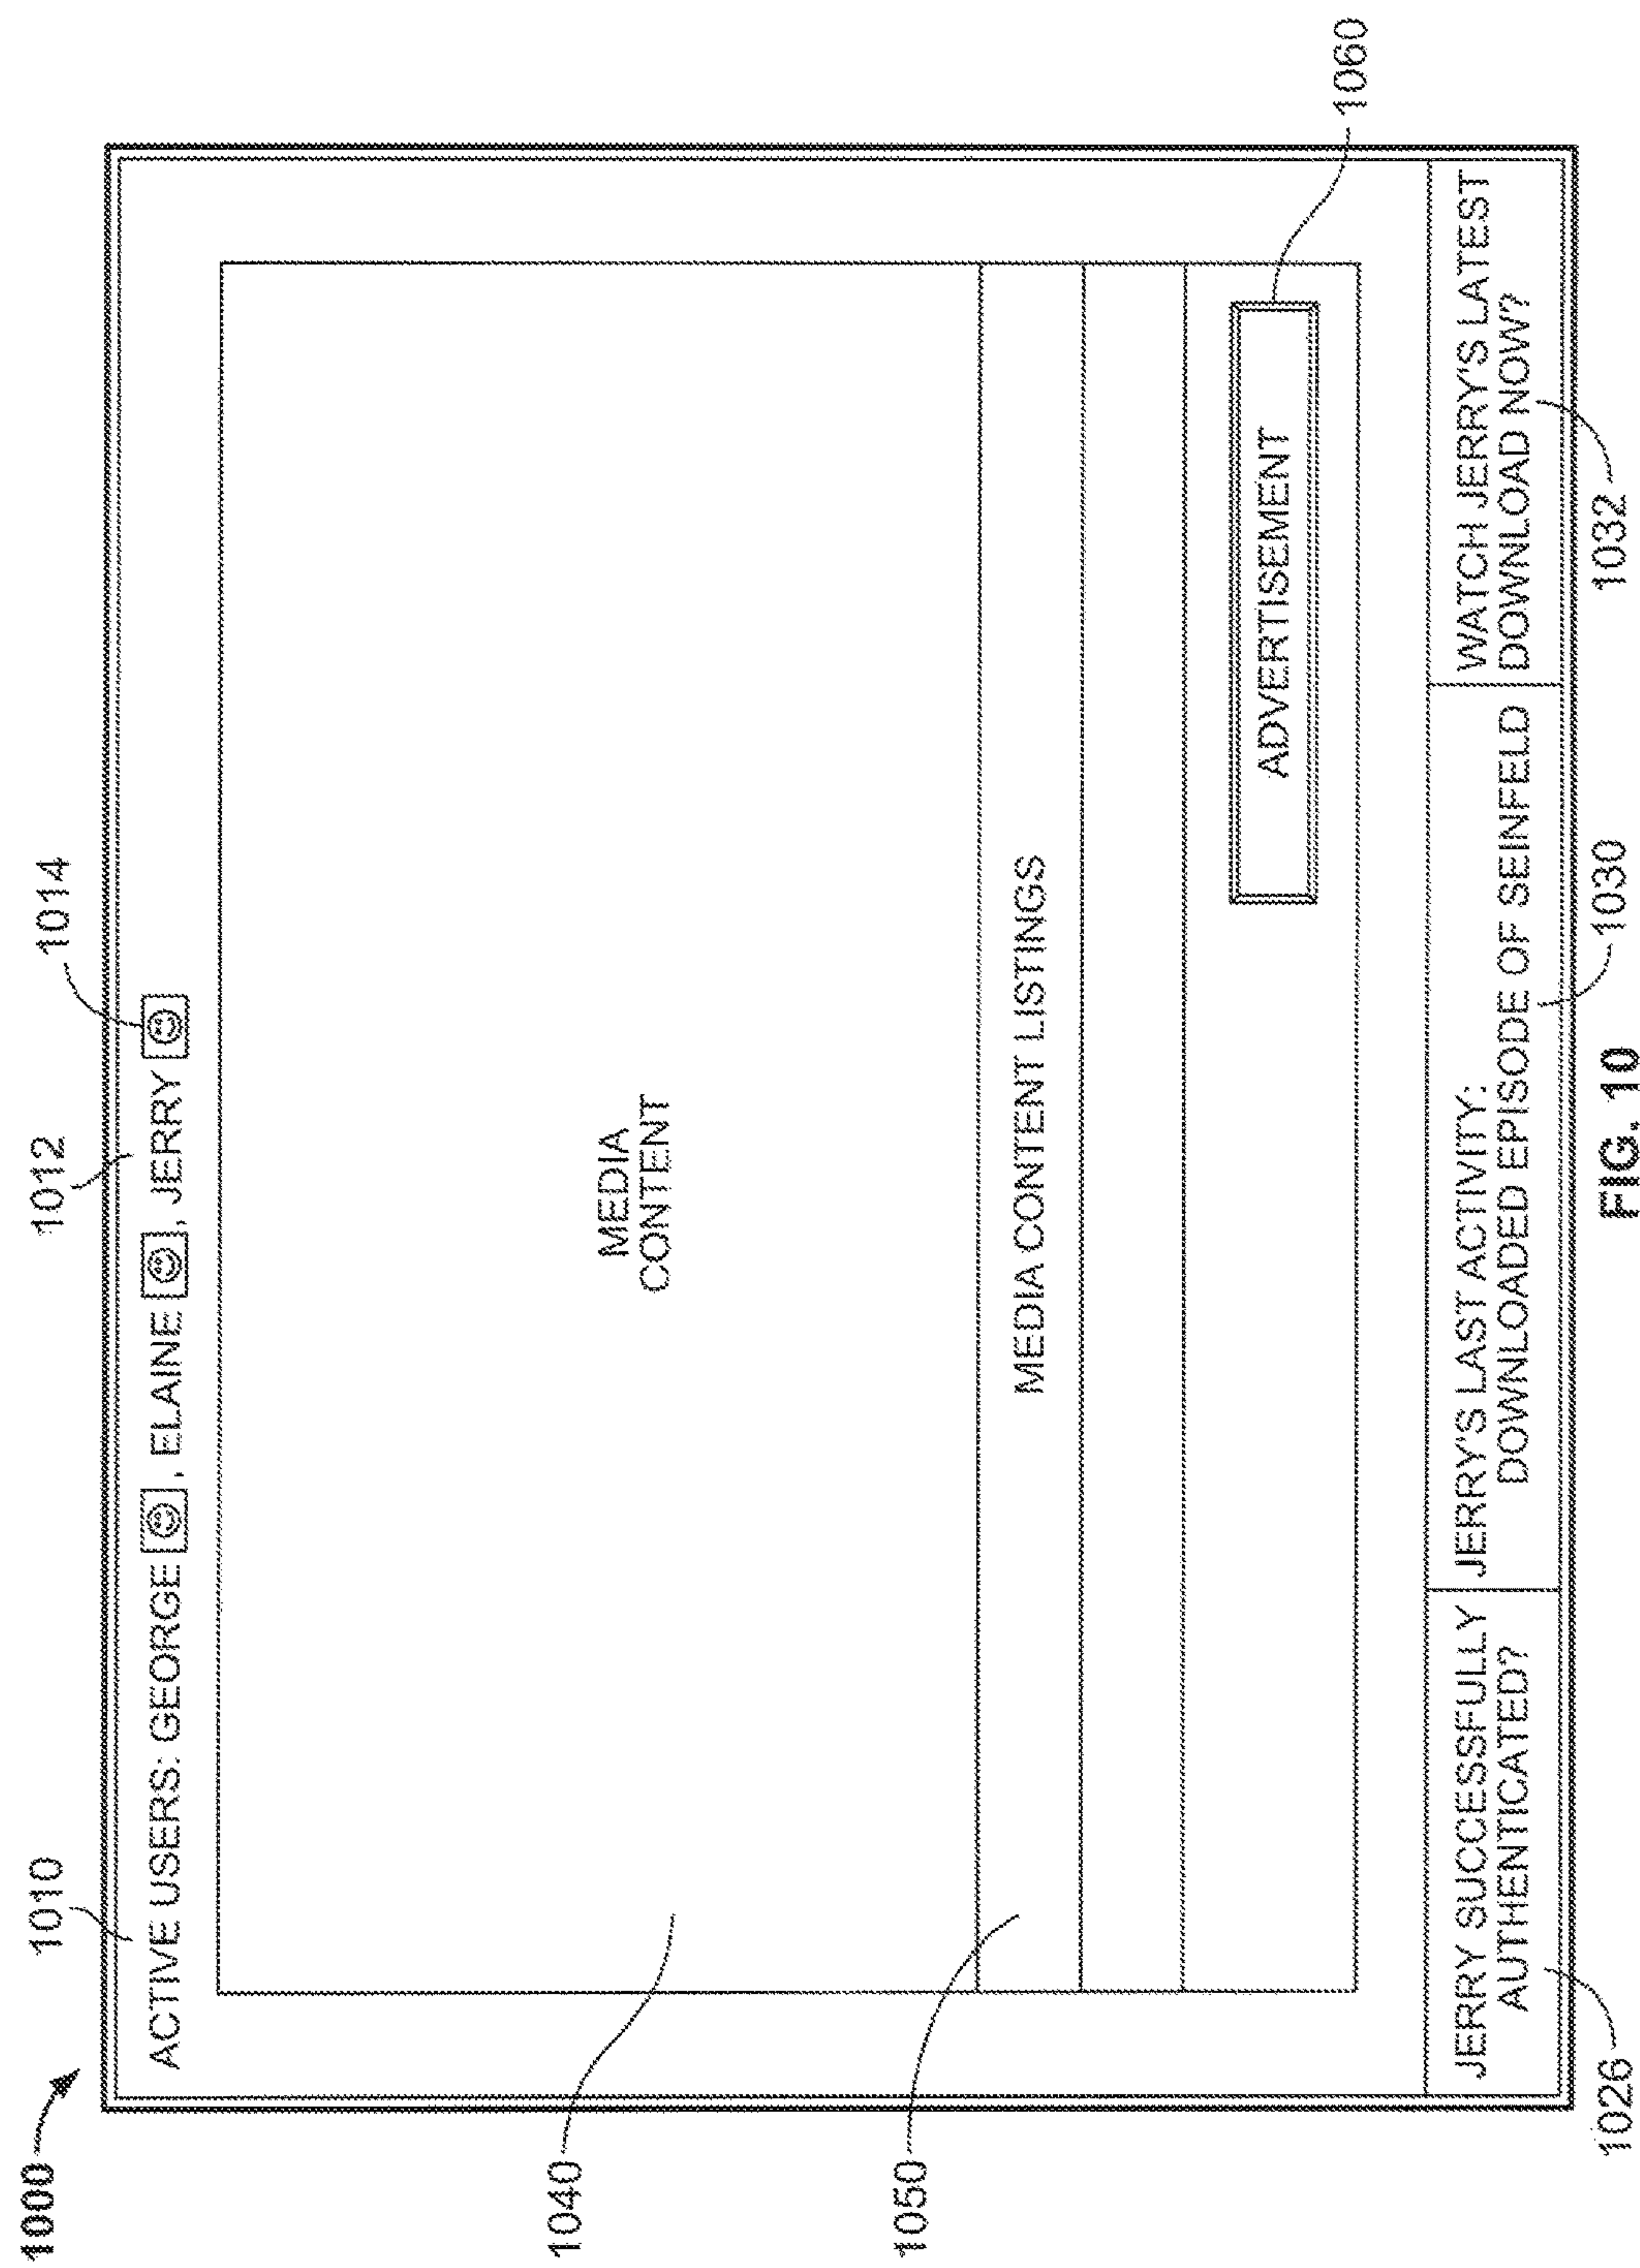 1000
1010
1012
1014
ACTIVE USERS: GEORGE , ELAINE , JERRY
MEDIA
CONTENT
1040
MEDIA CONTENT LISTINGS
1050
ADVERTISEMENT
1060
JERRY SUCCESSFULLY
AUTHENTICATED?
JERRY'S LAST ACTIVITY:
DOWNLOADED EPISODE OF SEINFELD
WATCH JERRY'S LATEST
DOWNLOAD NOW?
1026
1030
1032
FIG. 10